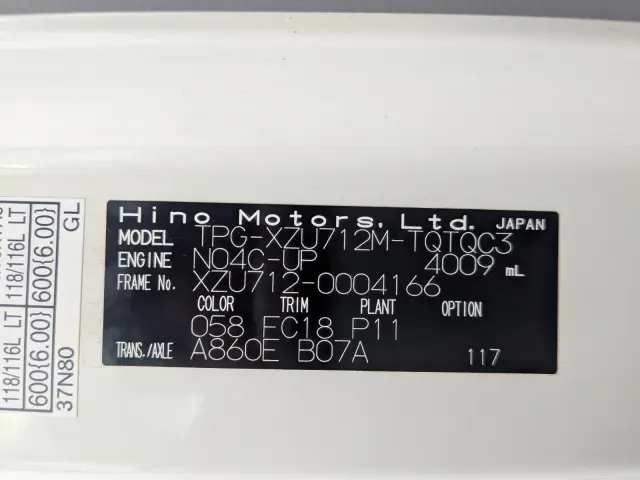 Hino Motors, Ltd. JAPAN
MODEL TPG-XZU712M-TQTQC3
ENGINE N04C-UP 4009 mL
FRAME No. XZU712-0004166
COLOR TRIM PLANT OPTION
058 FC18 P11
TRANS./AXLE A860E B07A 117
118/116L LT
600{6.00}
37N80
118/116L LT
600{6.00}
GL